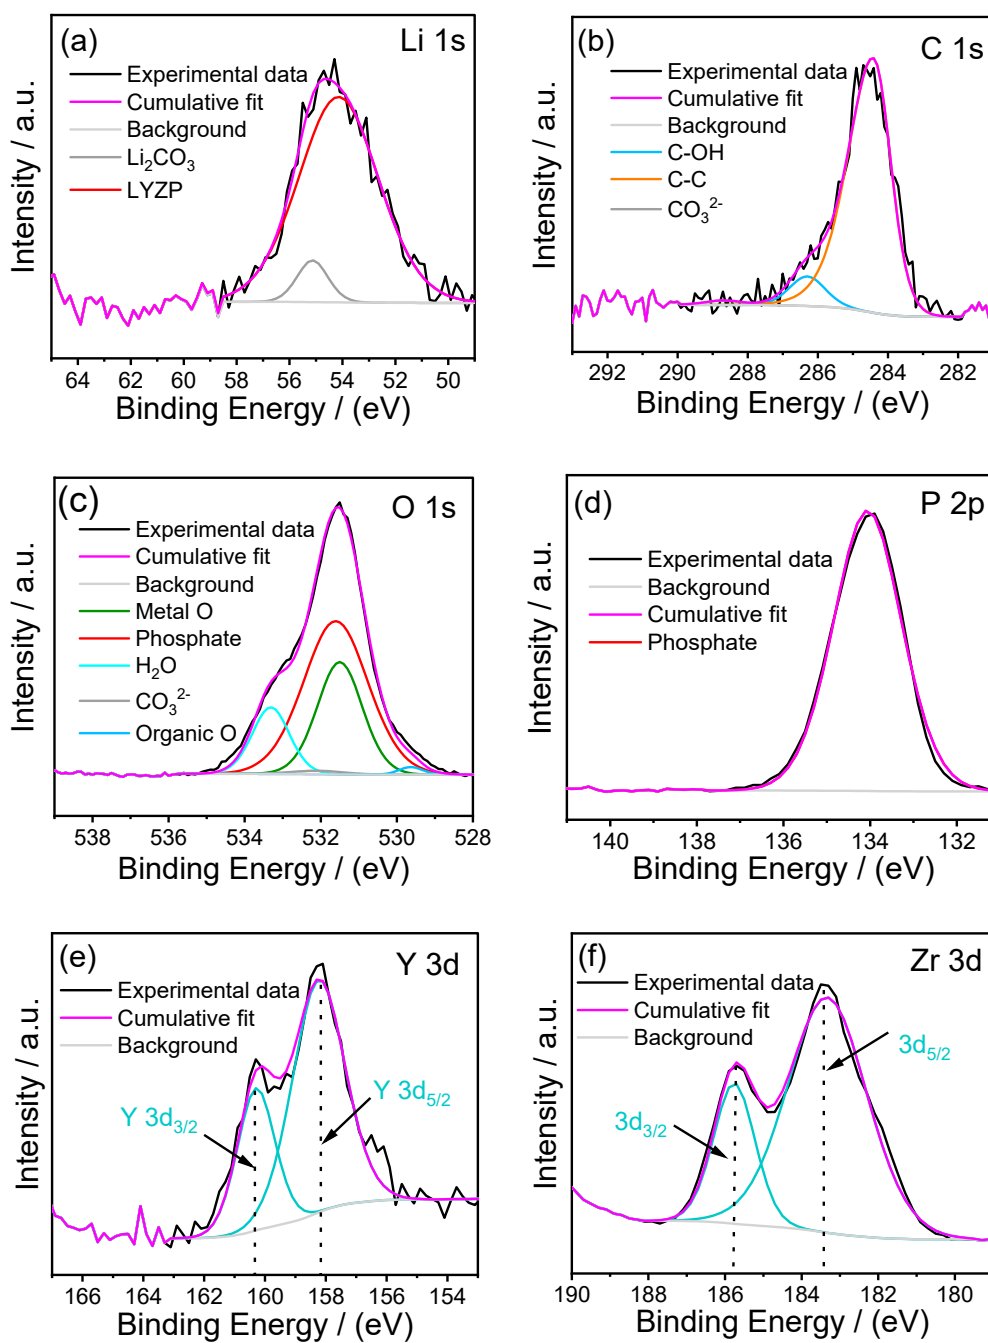 (a)
Li 1s
Experimental data
Cumulative fit
Background
Li₂CO₃
LYZP
Intensity / a.u.
64 62 60 58 56 54 52 50
Binding Energy / (eV)
(b)
C 1s
Experimental data
Cumulative fit
Background
C-OH
C-C
CO₃²⁻
Intensity / a.u.
292 290 288 286 284 282
Binding Energy / (eV)
(c)
O 1s
Experimental data
Cumulative fit
Background
Metal O
Phosphate
H₂O
CO₃²⁻
Organic O
Intensity / a.u.
538 536 534 532 530 528
Binding Energy / (eV)
(d)
P 2p
Experimental data
Background
Cumulative fit
Phosphate
Intensity / a.u.
140 138 136 134 132
Binding Energy / (eV)
(e)
Y 3d
Experimental data
Cumulative fit
Background
Y 3d₃/₂
Y 3d₅/₂
Intensity / a.u.
166 164 162 160 158 156 154
Binding Energy / (eV)
(f)
Zr 3d
Experimental data
Cumulative fit
Background
3d₅/₂
3d₃/₂
Intensity / a.u.
190 188 186 184 182 180
Binding Energy / (eV)